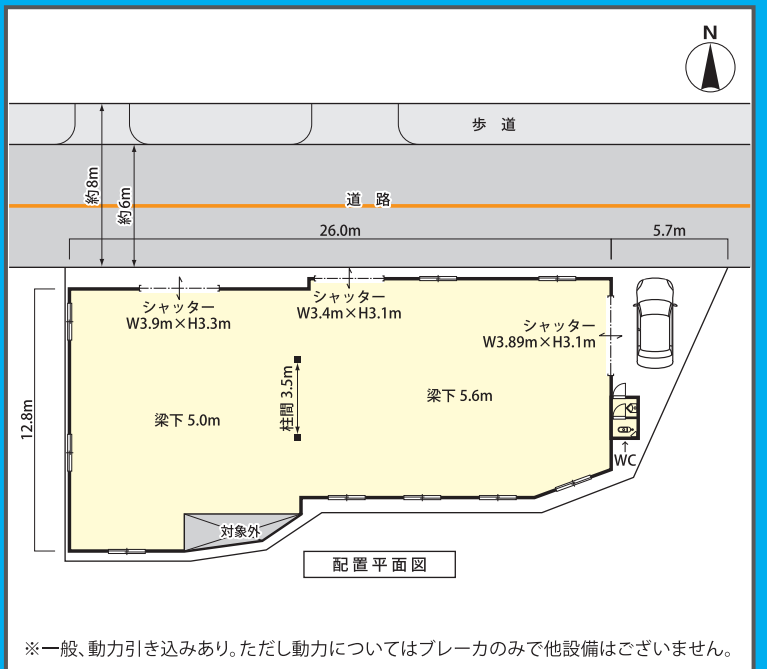 N
歩 道
約8m
約6m
道 路
26.0m
5.7m
シャッター
W3.9m×H3.3m
シャッター
W3.4m×H3.1m
シャッター
W3.89m×H3.1m
12.8m
梁下 5.0m
柱間 3.5m
梁下 5.6m
WC
対象外
配置平面図
※一般、動力引き込みあり。ただし動力についてはブレーカのみで他設備はございません。